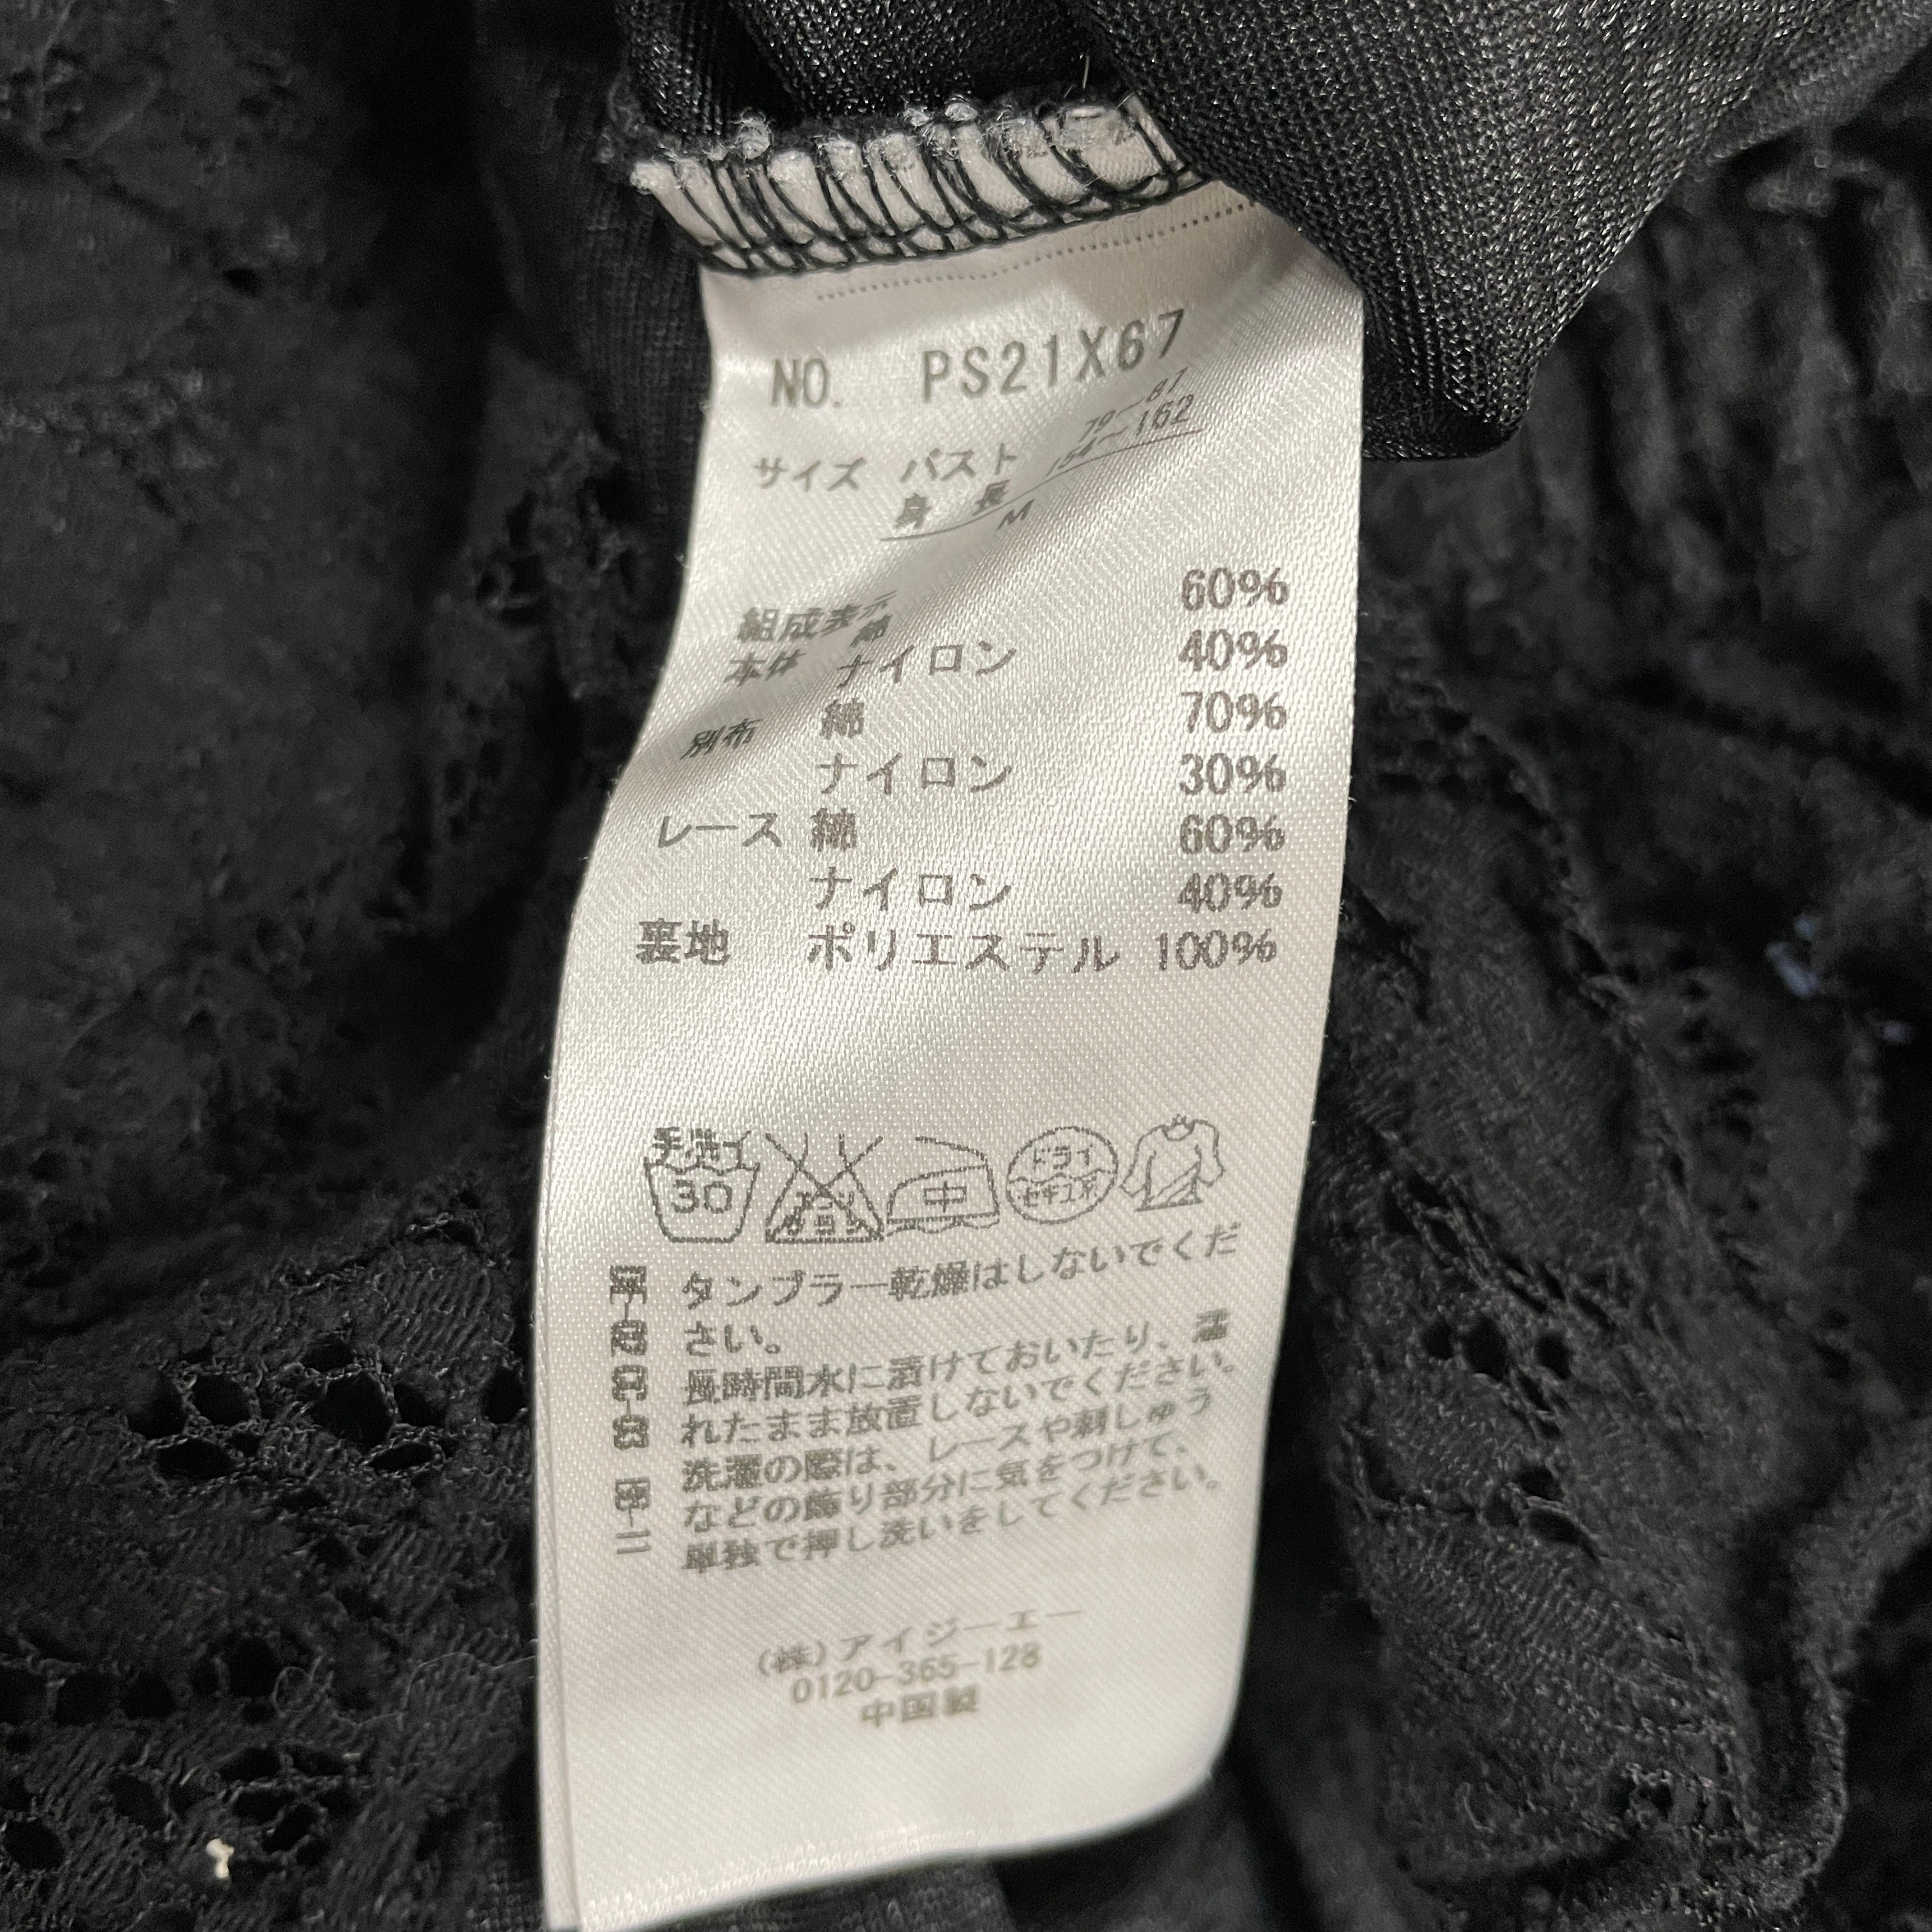 NO. PS21X67
サイズ バスト 79～87
身長 154～162
M
組成表示
本体 綿 60%
ナイロン 40%
別布 綿 70%
ナイロン 30%
レース 綿 60%
ナイロン 40%
裏地 ポリエステル 100%
手洗イ 30
エンソサラシ
中
ドライ セキユ系
タンブラー乾燥はしないでくだ
さい。
長時間水に漬けておいたり、濡
れたまま放置しないでください。
洗濯の際は、レースや刺しゅう
などの飾り部分に気をつけて、
単独で押し洗いをしてください。
(株)アイジーエー
0120-365-128
中国製